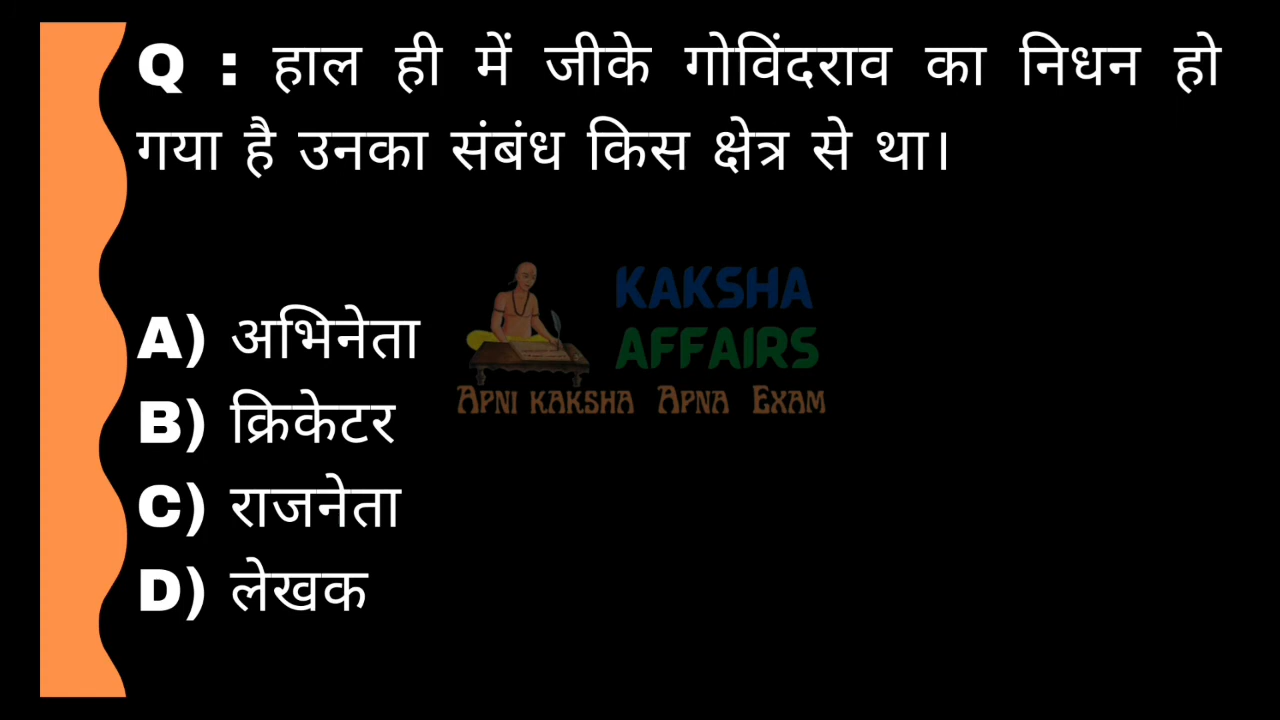 Q : हाल ही में जीके गोविंदराव का निधन हो
गया है उनका संबंध किस क्षेत्र से था।
KAKSHA
AFFAIRS
APNI KAKSHA APNA EXAM
A) अभिनेता
B) क्रिकेटर
C) राजनेता
D) लेखक